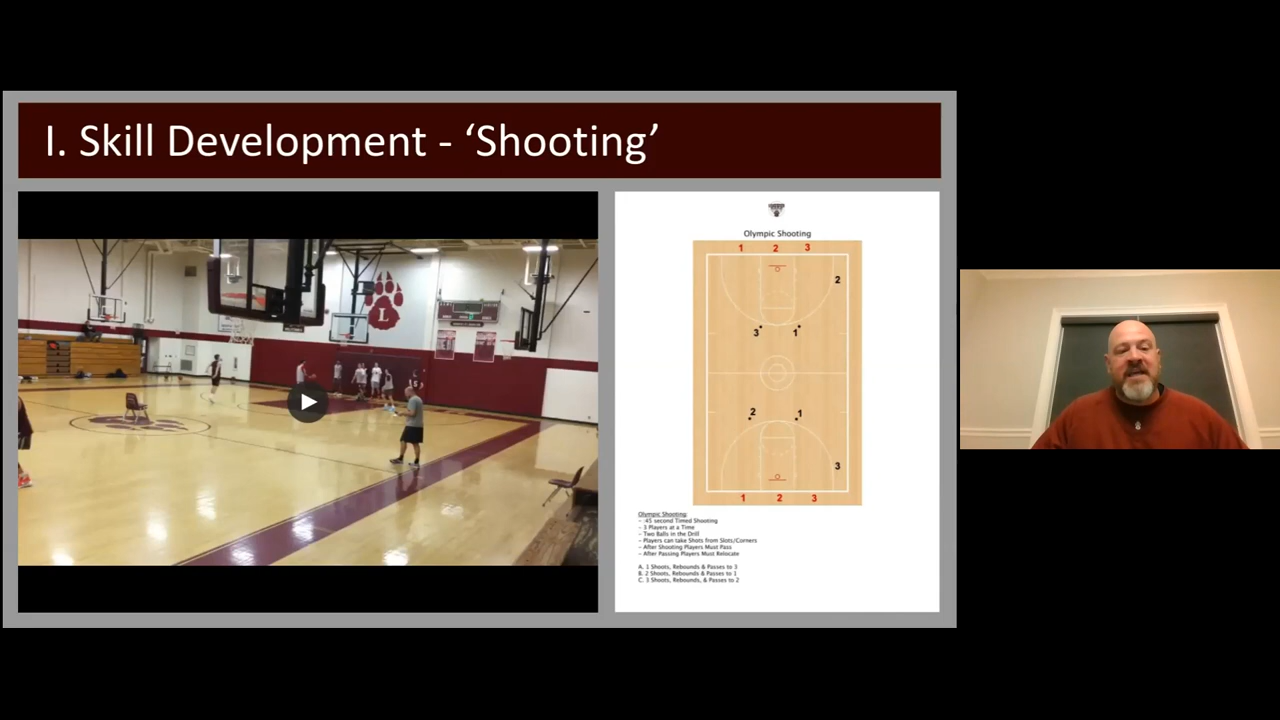 I. Skill Development - ‘Shooting’
L
Olympic Shooting
1 2 3
2
3 1
2 1
3
1 2 3
Olympic Shooting:
- :45 second Timed Shooting
- 3 Players at a Time
- Two Balls in the Drill
- Players can take Shots from Slots/Corners
- After Shooting Players Must Pass
- After Passing Players Must Relocate
A. 1 Shoots, Rebounds & Passes to 3
B. 2 Shoots, Rebounds & Passes to 1
C. 3 Shoots, Rebounds, & Passes to 2